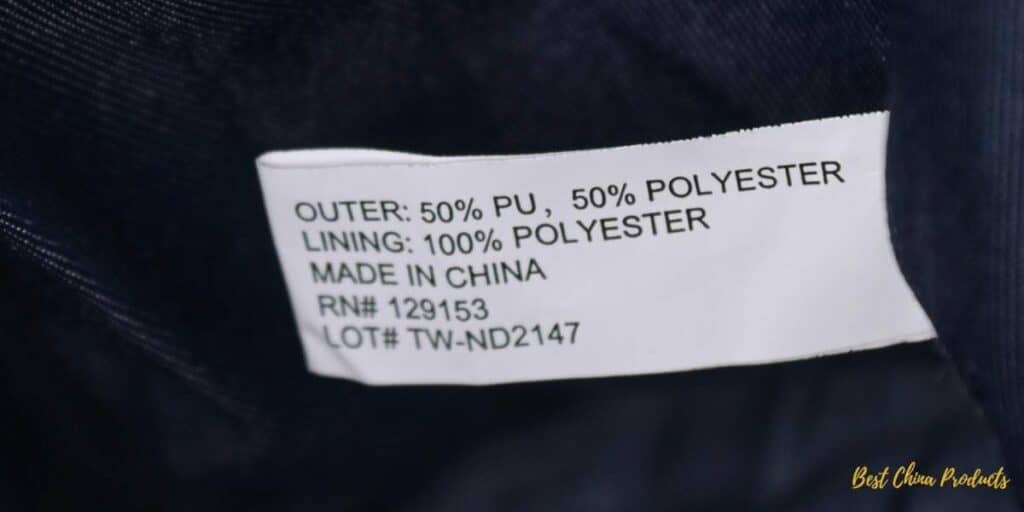 OUTER: 50% PU, 50% POLYESTER
LINING: 100% POLYESTER
MADE IN CHINA
RN# 129153
LOT# TW-ND2147
Best China Products